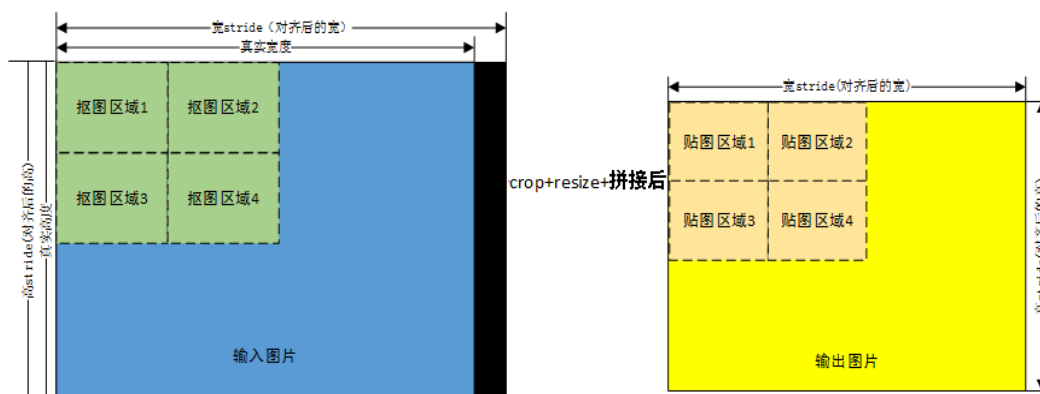 宽stride（对齐后的宽）
真实宽度
高stride(对齐后的高)
真实高度
抠图区域1
抠图区域2
抠图区域3
抠图区域4
输入图片
crop+resize+拼接后
宽stride(对齐后的宽)
贴图区域1
贴图区域2
贴图区域3
贴图区域4
输出图片